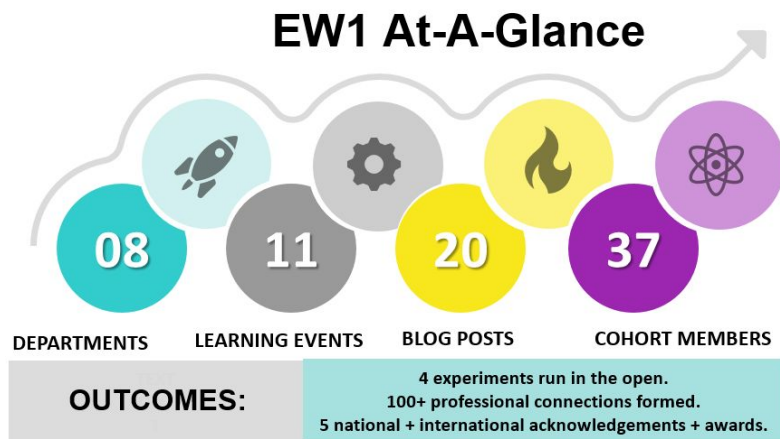 EW1 At-A-Glance
08
11
20
37
DEPARTMENTS
LEARNING EVENTS
BLOG POSTS
COHORT MEMBERS
OUTCOMES:
4 experiments run in the open.
100+ professional connections formed.
5 national + international acknowledgements + awards.